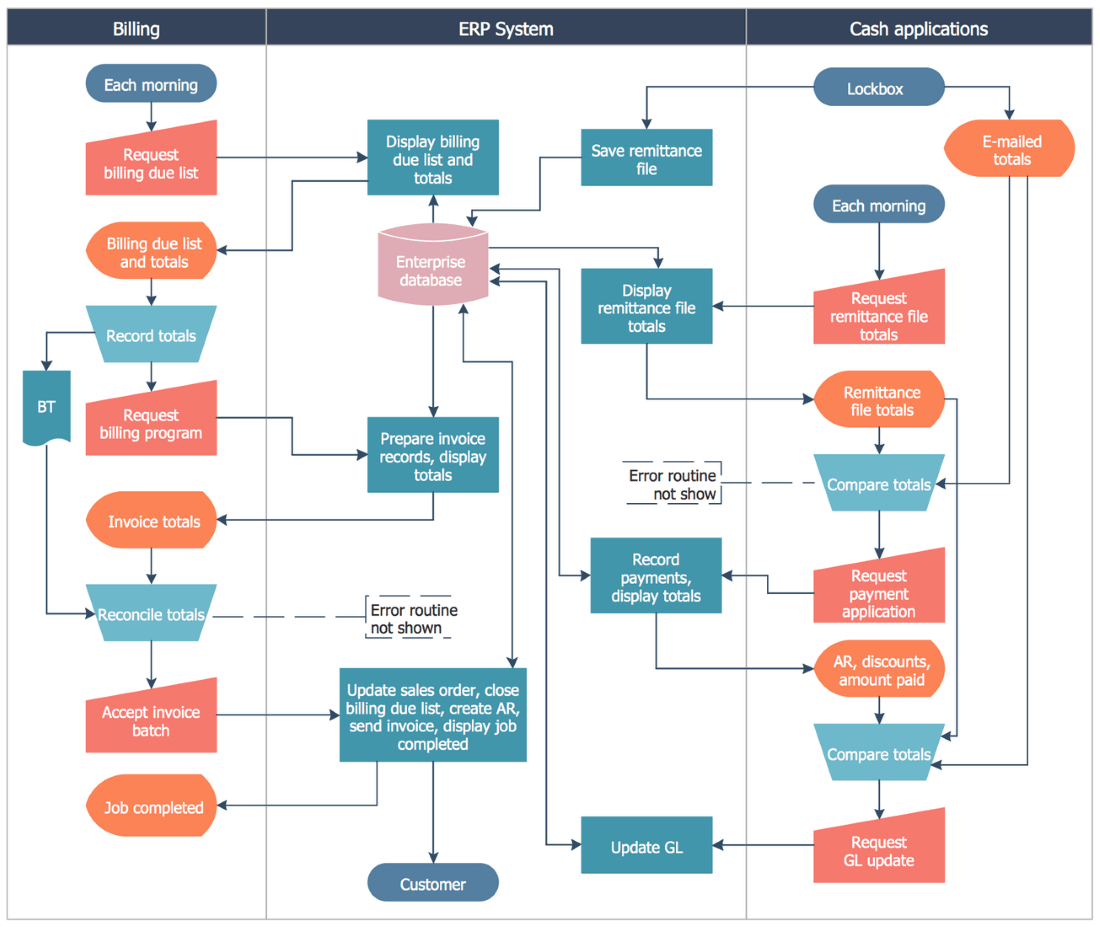 Billing
ERP System
Cash applications
Each morning
Request
billing due list
Billing due list
and totals
Record totals
BT
Request
billing program
Invoice totals
Reconcile totals
Accept invoice
batch
Job completed
Display billing
due list and
totals
Save remittance
file
Enterprise
database
Display
remittance file
totals
Prepare invoice
records, display
totals
Error routine
not show
Record
payments,
display totals
Error routine
not shown
Update sales order, close
billing due list, create AR,
send invoice, display job
completed
Update GL
Customer
Lockbox
E-mailed
totals
Each morning
Request
remittance file
totals
Remittance
file totals
Compare totals
Request
payment
application
AR, discounts,
amount paid
Compare totals
Request
GL update